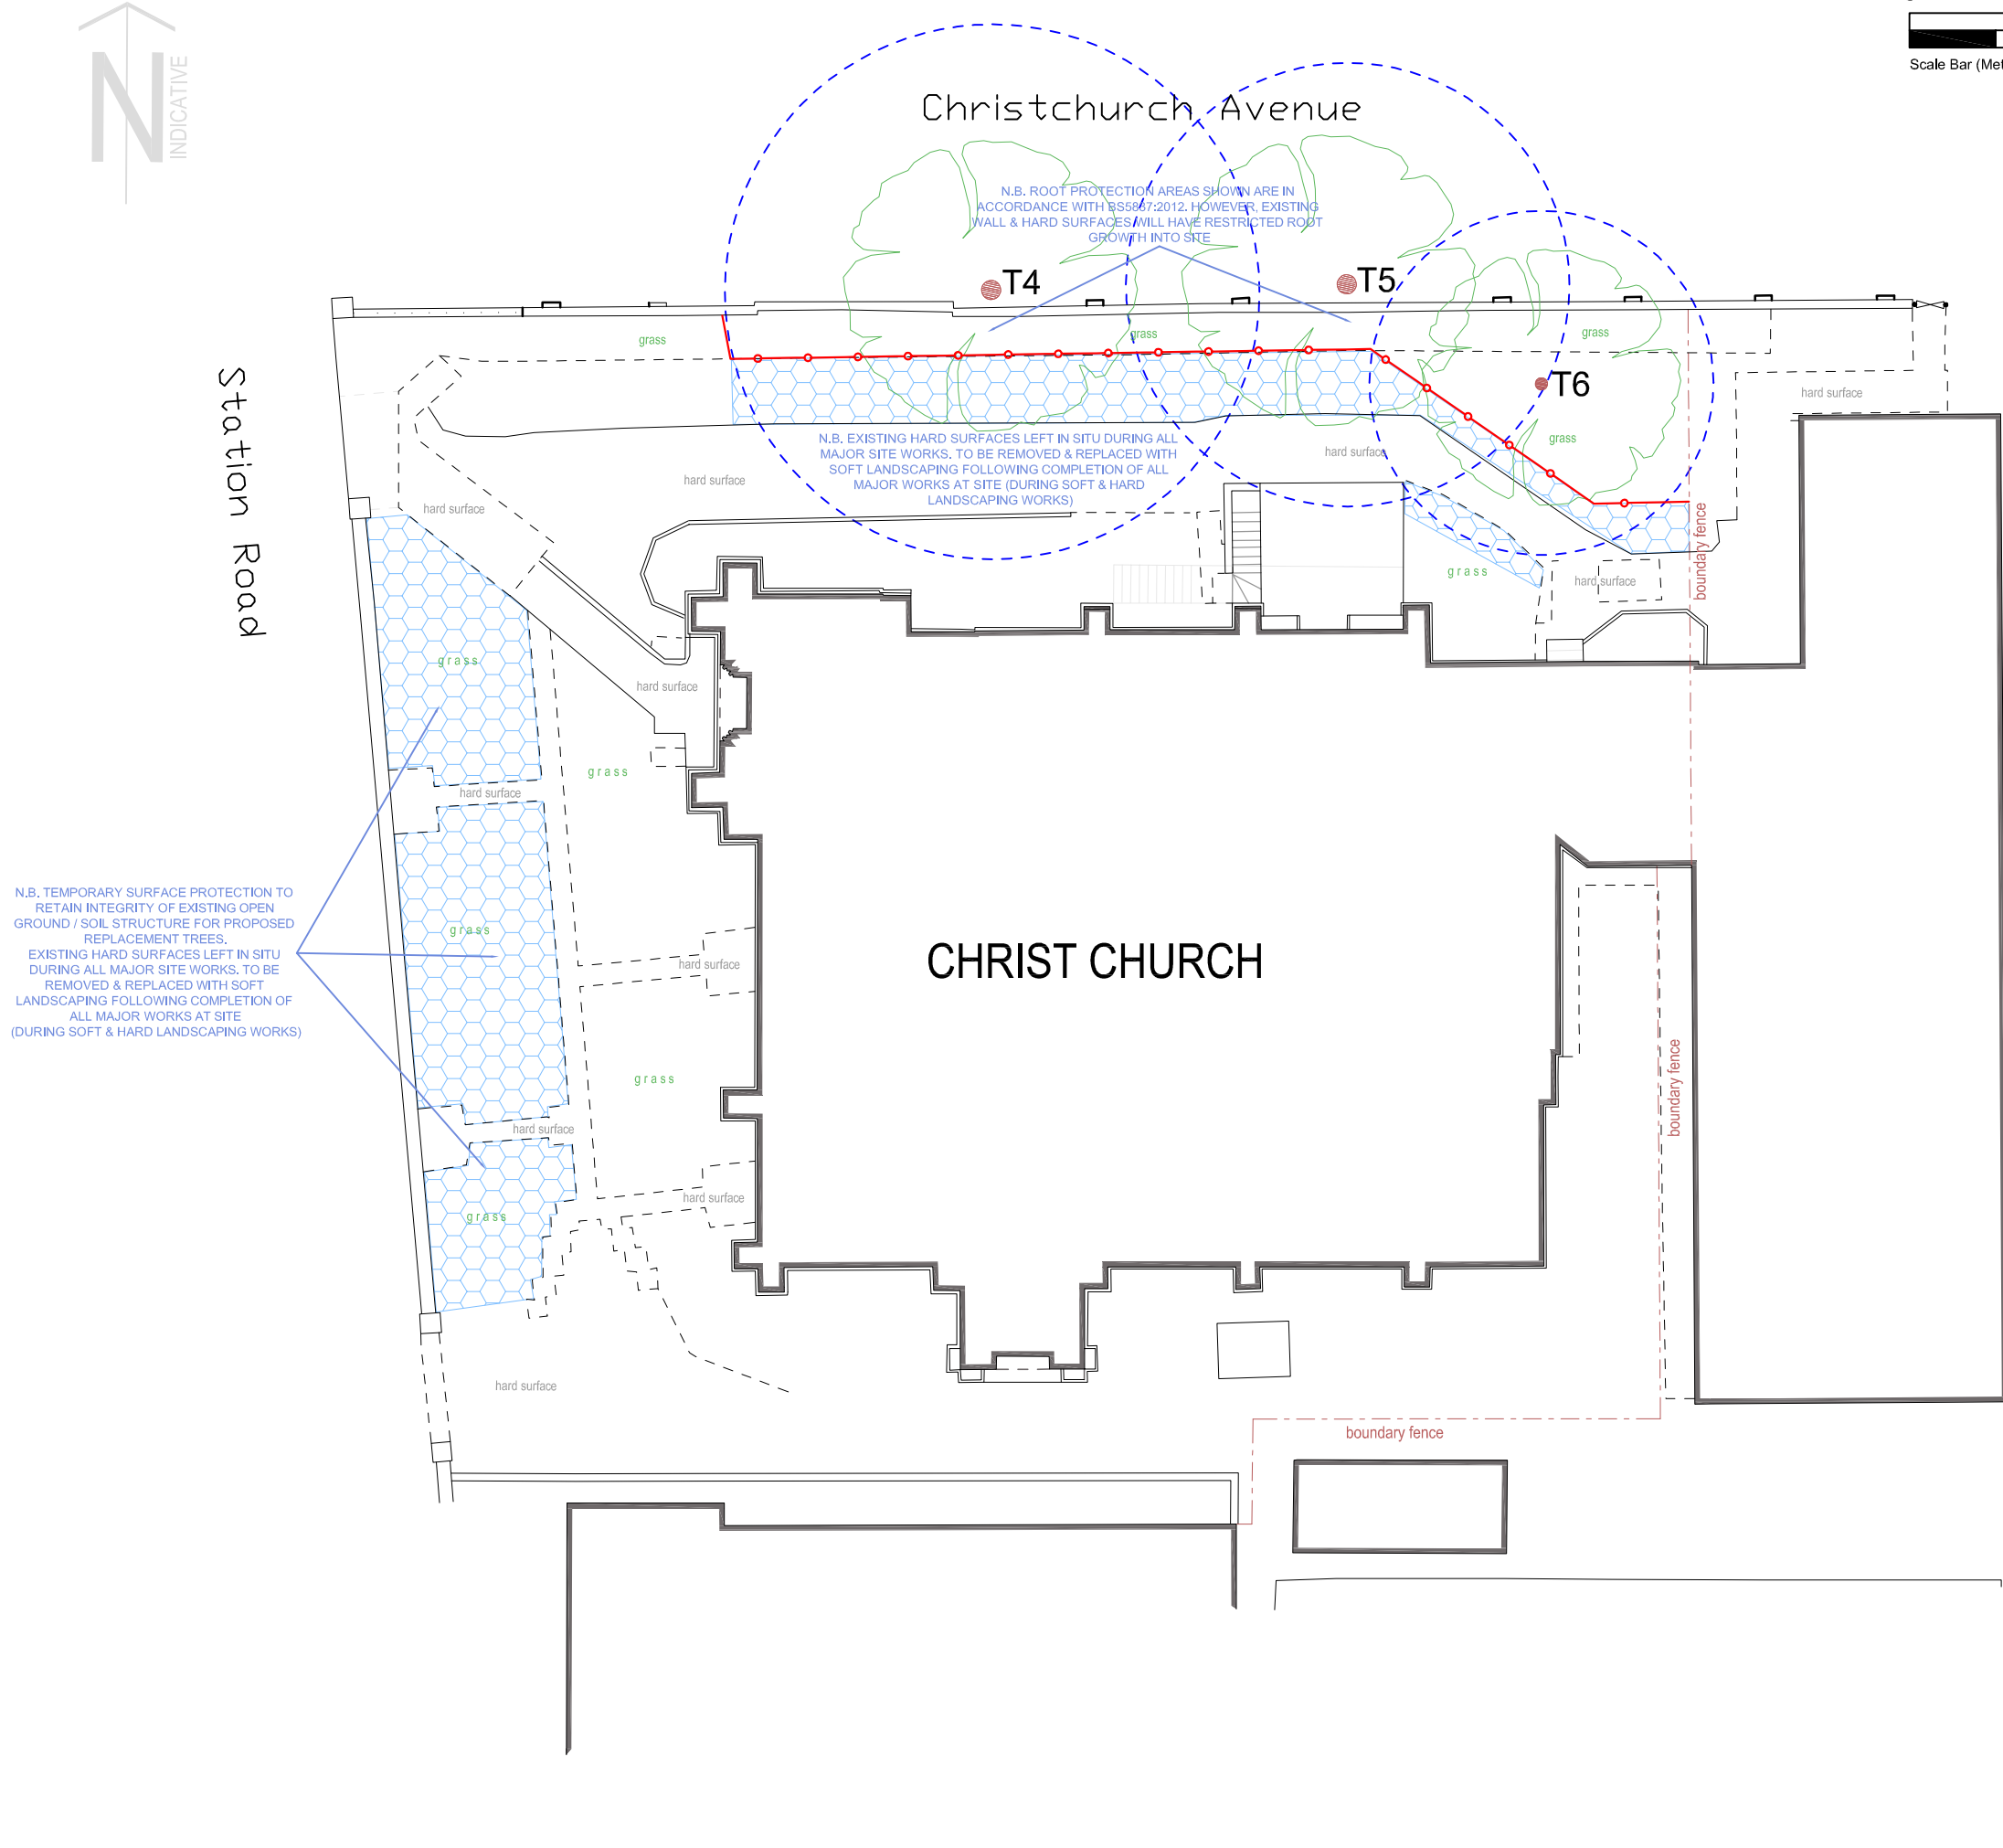 N
INDICATIVE
Scale Bar (Met
Christchurch Avenue
N.B. ROOT PROTECTION AREAS SHOWN ARE IN
ACCORDANCE WITH BS5837:2012. HOWEVER, EXISTING
WALL & HARD SURFACES WILL HAVE RESTRICTED ROOT
GROWTH INTO SITE
T4
T5
T6
grass
grass
grass
hard surface
Station Road
N.B. EXISTING HARD SURFACES LEFT IN SITU DURING ALL
MAJOR SITE WORKS. TO BE REMOVED & REPLACED WITH
SOFT LANDSCAPING FOLLOWING COMPLETION OF ALL
MAJOR WORKS AT SITE (DURING SOFT & HARD
LANDSCAPING WORKS)
grass
hard surface
hard surface
hard surface
boundary fence
grass
hard surface
grass
hard surface
grass
hard surface
N.B. TEMPORARY SURFACE PROTECTION TO
RETAIN INTEGRITY OF EXISTING OPEN
GROUND / SOIL STRUCTURE FOR PROPOSED
REPLACEMENT TREES.
EXISTING HARD SURFACES LEFT IN SITU
DURING ALL MAJOR SITE WORKS. TO BE
REMOVED & REPLACED WITH SOFT
LANDSCAPING FOLLOWING COMPLETION OF
ALL MAJOR WORKS AT SITE
(DURING SOFT & HARD LANDSCAPING WORKS)
grass
hard surface
CHRIST CHURCH
grass
boundary fence
hard surface
hard surface
grass
hard surface
boundary fence